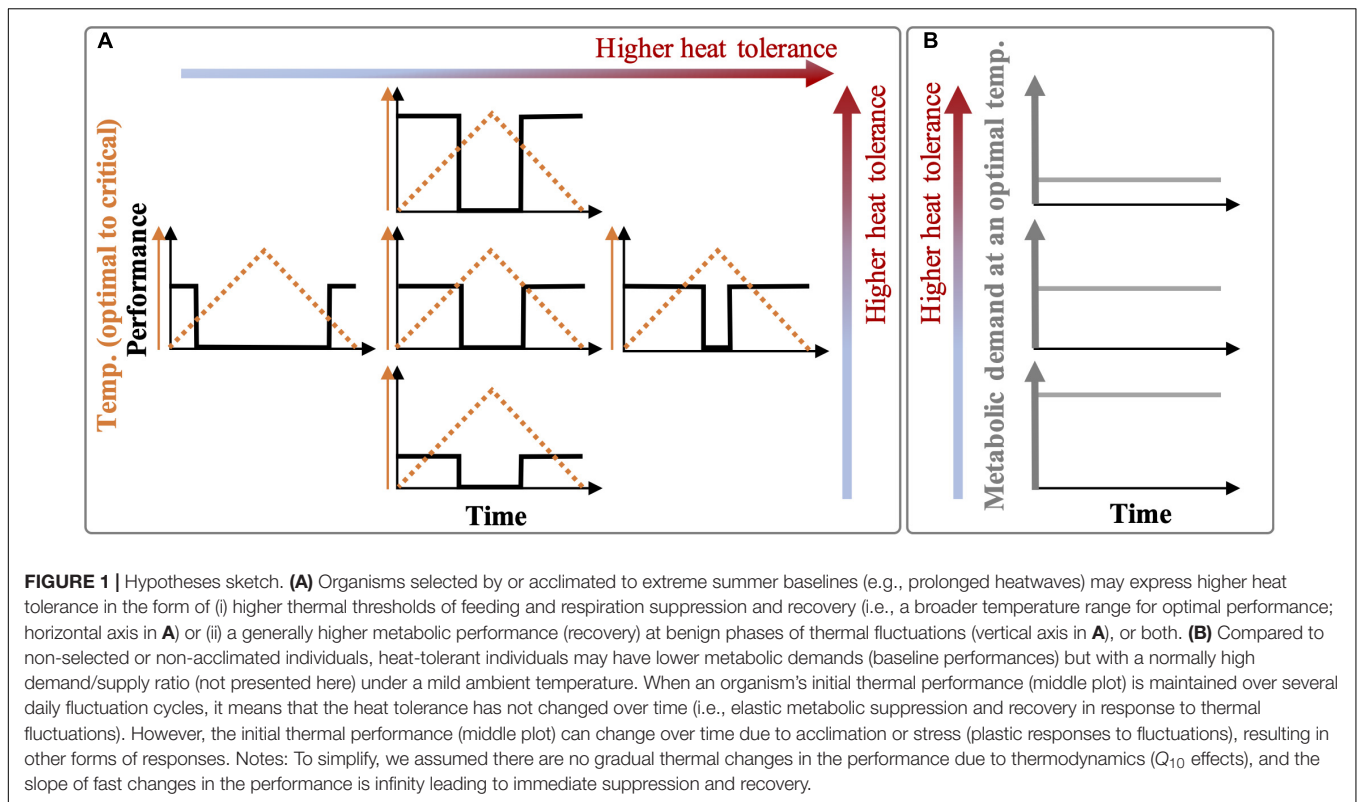 A
Higher heat tolerance
Temp. (optimal to critical)
Performance
Higher heat tolerance
Time
B
Higher heat tolerance
Metabolic demand at an optimal temp.
Time
FIGURE 1 | Hypotheses sketch. (A) Organisms selected by or acclimated to extreme summer baselines (e.g., prolonged heatwaves) may express higher heat
tolerance in the form of (i) higher thermal thresholds of feeding and respiration suppression and recovery (i.e., a broader temperature range for optimal performance;
horizontal axis in A) or (ii) a generally higher metabolic performance (recovery) at benign phases of thermal fluctuations (vertical axis in A), or both. (B) Compared to
non-selected or non-acclimated individuals, heat-tolerant individuals may have lower metabolic demands (baseline performances) but with a normally high
demand/supply ratio (not presented here) under a mild ambient temperature. When an organism's initial thermal performance (middle plot) is maintained over several
daily fluctuation cycles, it means that the heat tolerance has not changed over time (i.e., elastic metabolic suppression and recovery in response to thermal
fluctuations). However, the initial thermal performance (middle plot) can change over time due to acclimation or stress (plastic responses to fluctuations), resulting in
other forms of responses. Notes: To simplify, we assumed there are no gradual thermal changes in the performance due to thermodynamics (Q10 effects), and the
slope of fast changes in the performance is infinity leading to immediate suppression and recovery.